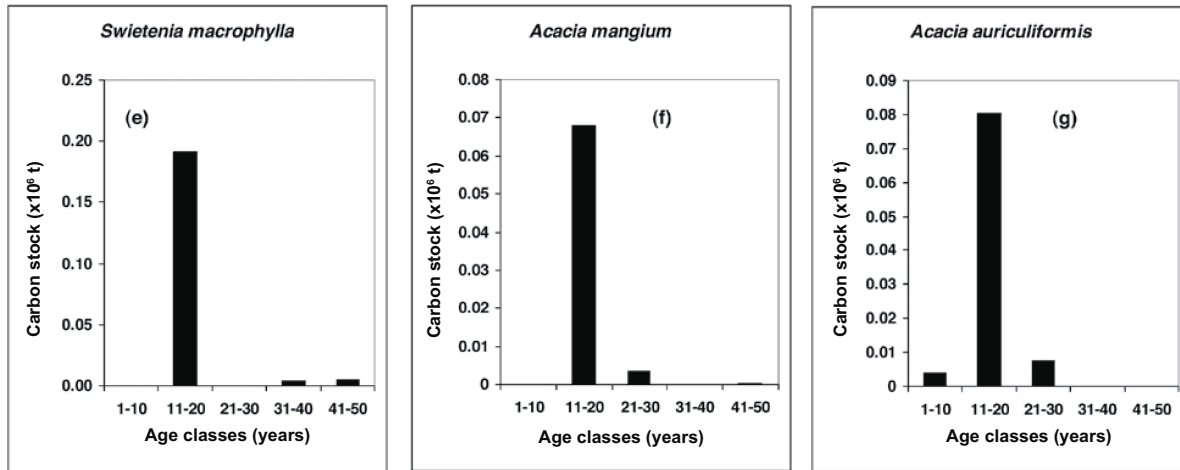 Swietenia macrophylla
(e)
Carbon stock (x10⁶ t)
0.25
0.20
0.15
0.10
0.05
0.00
1-10 11-20 21-30 31-40 41-50
Age classes (years)
Acacia mangium
(f)
Carbon stock (x10⁶ t)
0.08
0.07
0.06
0.05
0.04
0.03
0.02
0.01
0
1-10 11-20 21-30 31-40 41-50
Age classes (years)
Acacia auriculiformis
(g)
Carbon stock (x10⁶ t)
0.09
0.08
0.07
0.06
0.05
0.04
0.03
0.02
0.01
0
1-10 11-20 21-30 31-40 41-50
Age classes (years)